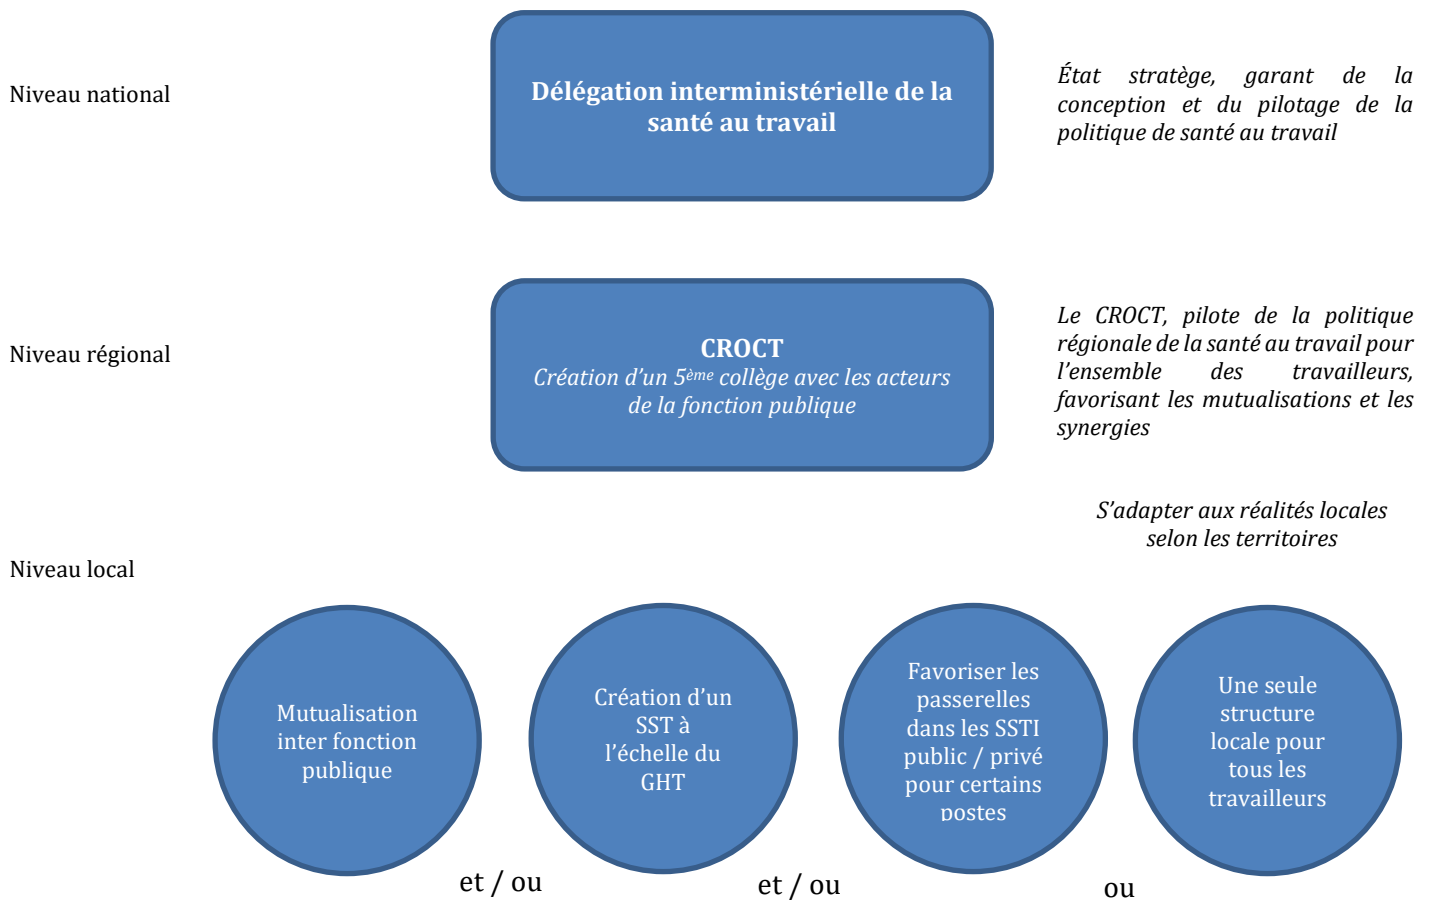 Niveau national
Délégation interministérielle de la
santé au travail
État stratège, garant de la
conception et du pilotage de la
politique de santé au travail
Niveau régional
CROCT
Création d’un 5ème collège avec les acteurs
de la fonction publique
Le CROCT, pilote de la politique
régionale de la santé au travail pour
l’ensemble des travailleurs,
favorisant les mutualisations et les
synergies
S’adapter aux réalités locales
selon les territoires
Niveau local
Mutualisation
inter fonction
publique
et / ou
Création d’un
SST à
l’échelle du
GHT
et / ou
Favoriser les
passerelles
dans les SSTI
public / privé
pour certains
postes
ou
Une seule
structure
locale pour
tous les
travailleurs